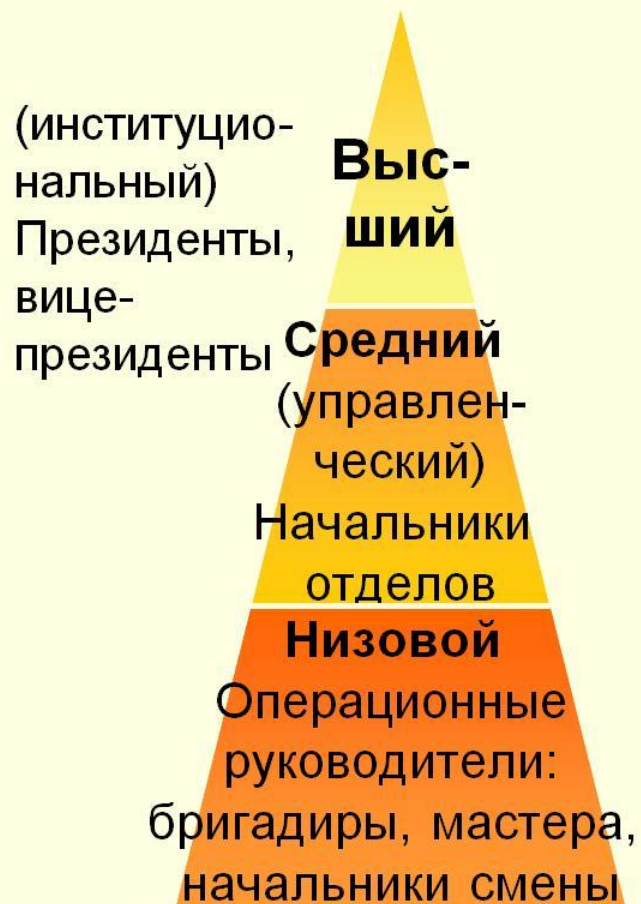 (институцио-
нальный)
Президенты,
вице-
президенты
Выс-
ший
Средний
(управлен-
ческий)
Начальники
отделов
Низовой
Операционные
руководители:
бригадиры, мастера,
начальники смены